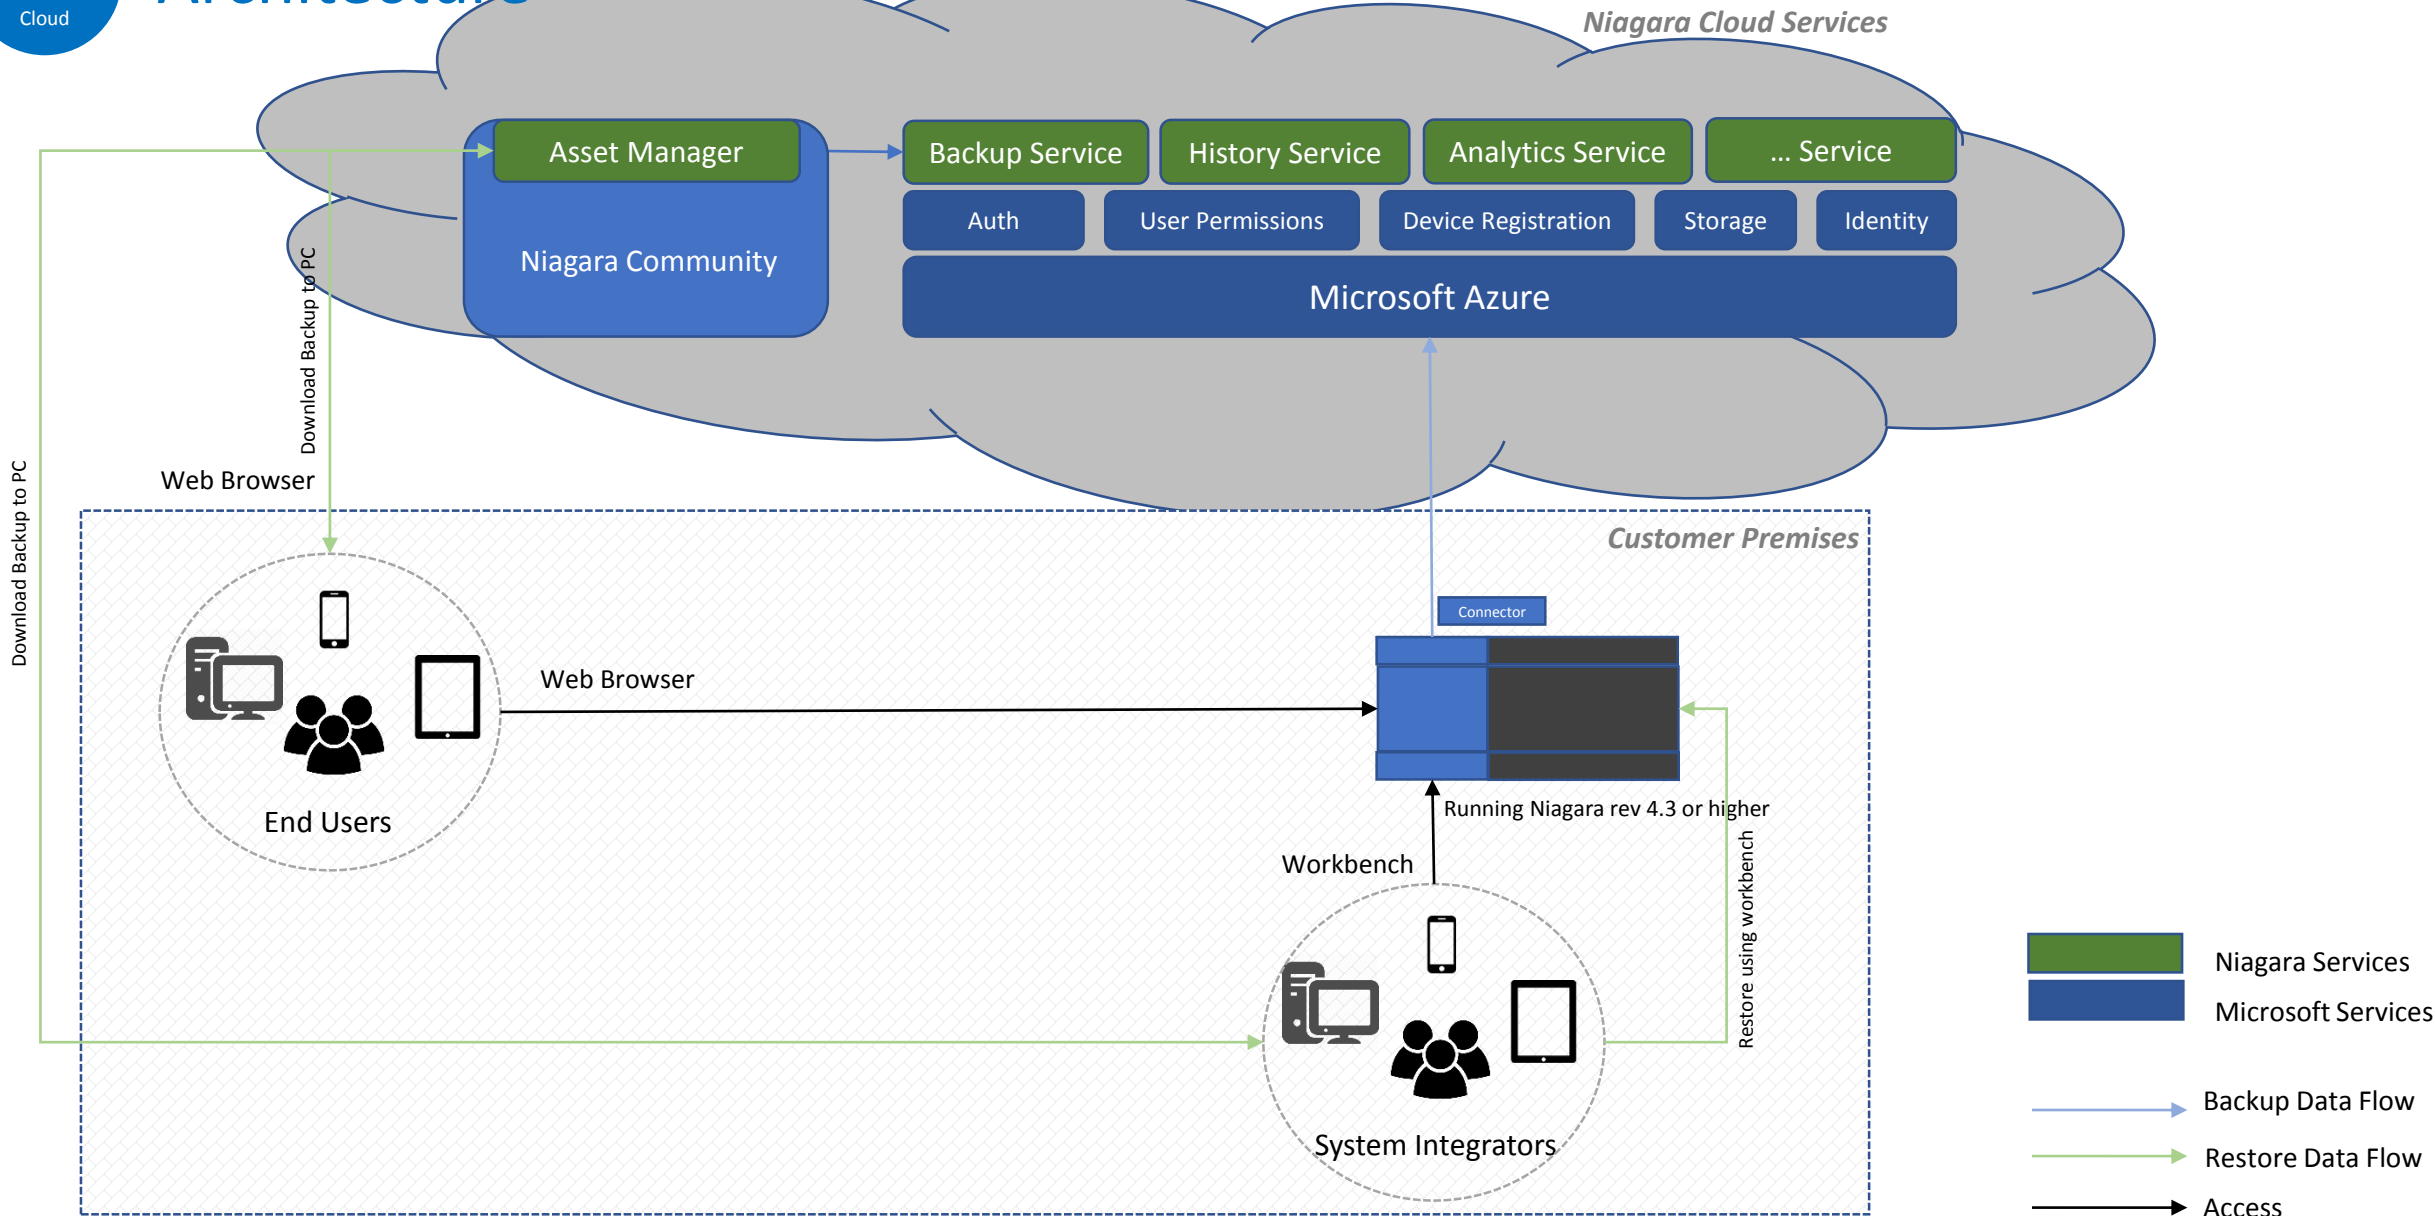 Architecture
Cloud
Niagara Cloud Services
Asset Manager
Backup Service
History Service
Analytics Service
... Service
Auth
User Permissions
Device Registration
Storage
Identity
Niagara Community
Microsoft Azure
Download Backup to PC
Download Backup to PC
Web Browser
Customer Premises
Connector
Web Browser
Running Niagara rev 4.3 or higher
End Users
Workbench
Restore using workbench
System Integrators
Niagara Services
Microsoft Services
Backup Data Flow
Restore Data Flow
Access